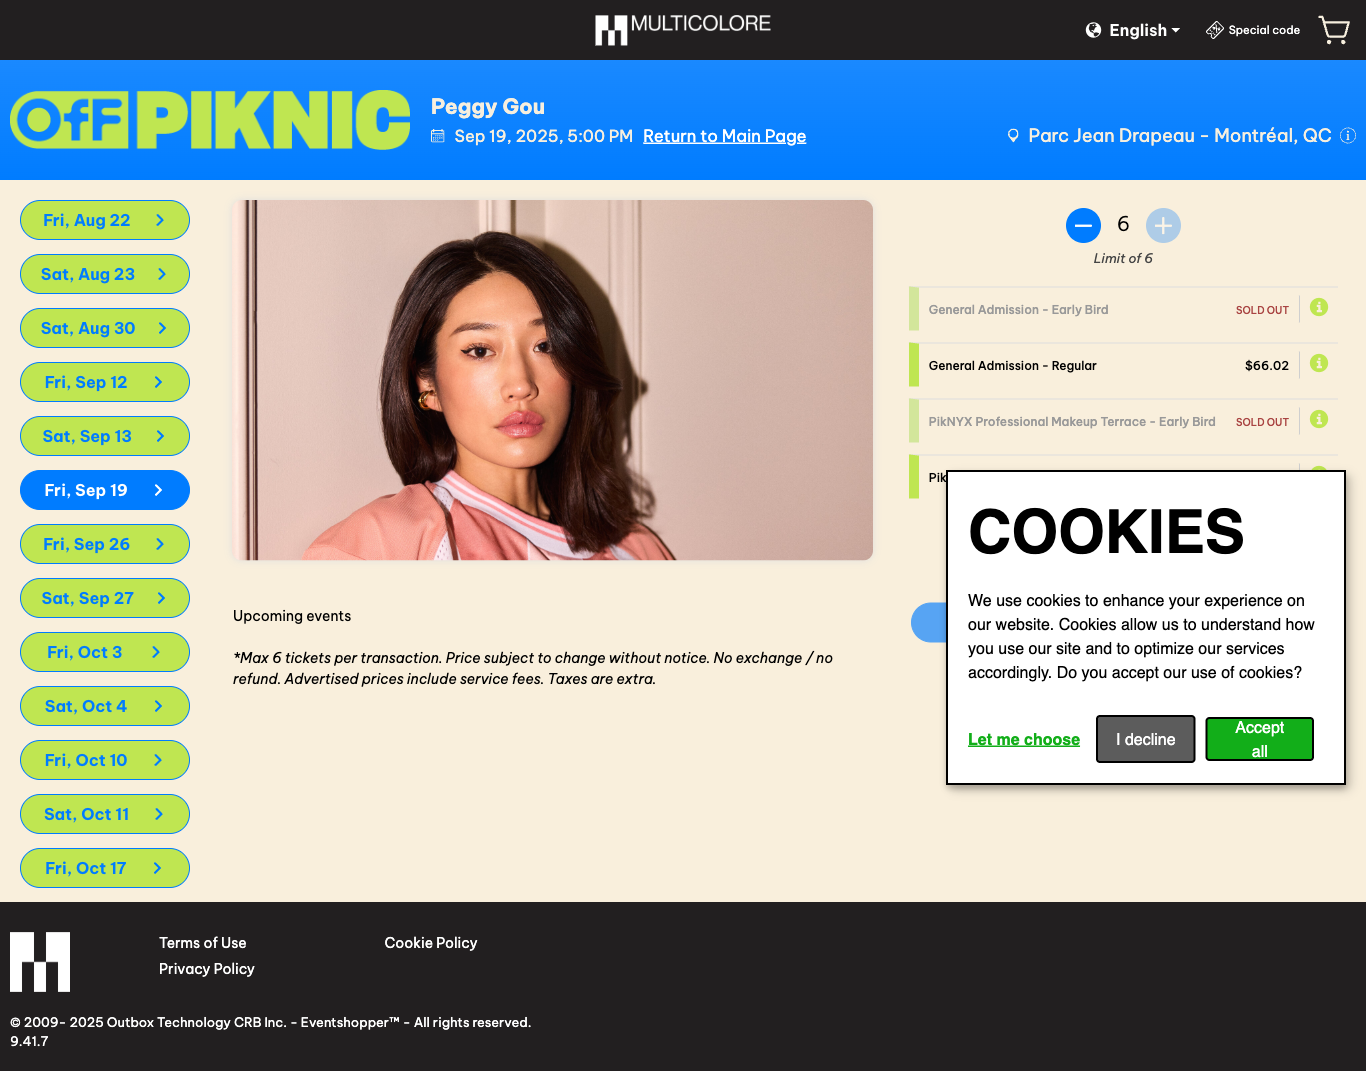 MULTICOLORE
English
Special code
OFF PIKNIC
Peggy Gou
Sep 19, 2025, 5:00 PM Return to Main Page
Parc Jean Drapeau - Montréal, QC
Fri, Aug 22
Sat, Aug 23
Sat, Aug 30
Fri, Sep 12
Sat, Sep 13
Fri, Sep 19
Fri, Sep 26
Sat, Sep 27
Fri, Oct 3
Sat, Oct 4
Fri, Oct 10
Sat, Oct 11
Fri, Oct 17
Upcoming events
*Max 6 tickets per transaction. Price subject to change without notice. No exchange / no
refund. Advertised prices include service fees. Taxes are extra.
6
Limit of 6
General Admission - Early Bird SOLD OUT
General Admission - Regular $66.02
PikNYX Professional Makeup Terrace - Early Bird SOLD OUT
Pik
COOKIES
We use cookies to enhance your experience on
our website. Cookies allow us to understand how
you use our site and to optimize our services
accordingly. Do you accept our use of cookies?
Let me choose
I decline
Accept
all
Terms of Use
Cookie Policy
Privacy Policy
© 2009- 2025 Outbox Technology CRB Inc. - Eventshopper™ - All rights reserved.
9.41.7